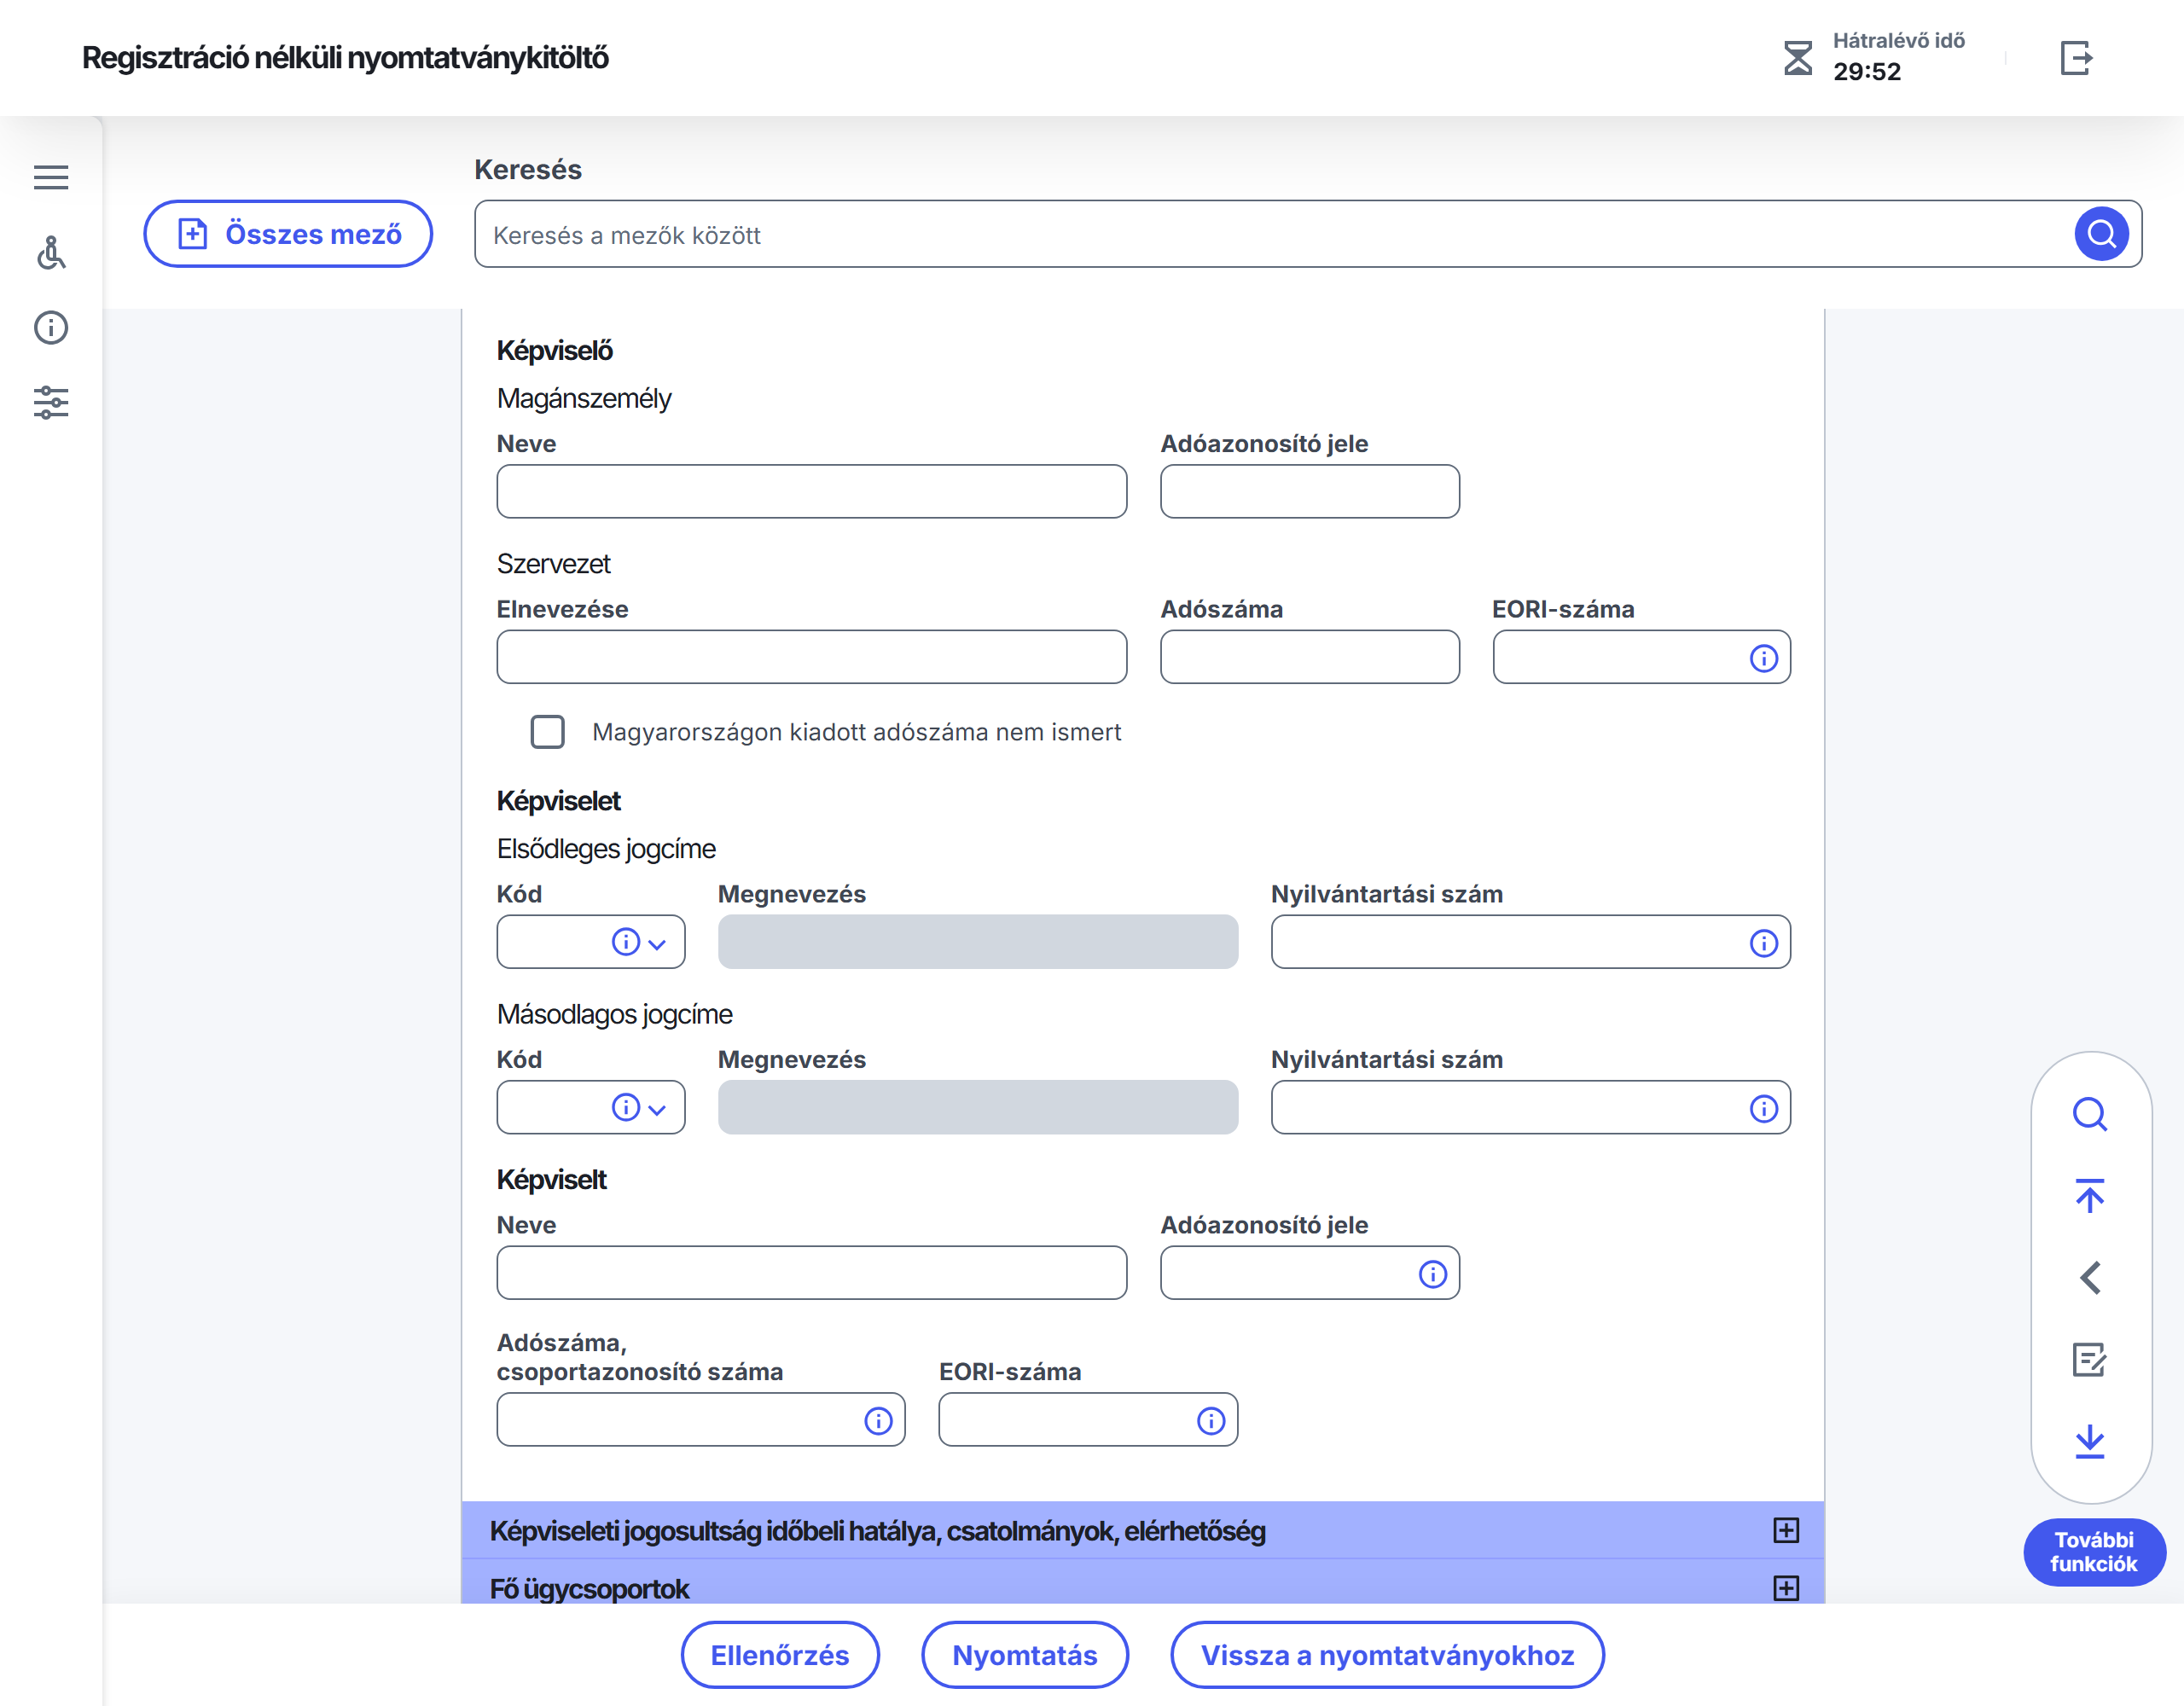 Regisztráció nélküli nyomtatványkitöltő
Hátralévő idő
29:52
Keresés
Összes mező
Keresés a mezők között
Képviselő
Magánszemély
Neve
Adóazonosító jele
Szervezet
Elnevezése
Adószáma
EORI-száma
Magyarországon kiadott adószáma nem ismert
Képviselet
Elsődleges jogcíme
Kód
Megnevezés
Nyilvántartási szám
Másodlagos jogcíme
Kód
Megnevezés
Nyilvántartási szám
Képviselt
Neve
Adóazonosító jele
Adószáma,
csoportazonosító száma
EORI-száma
Képviseleti jogosultság időbeli hatálya, csatolmányok, elérhetőség
Fő ügycsoportok
További
funkciók
Ellenőrzés
Nyomtatás
Vissza a nyomtatványokhoz